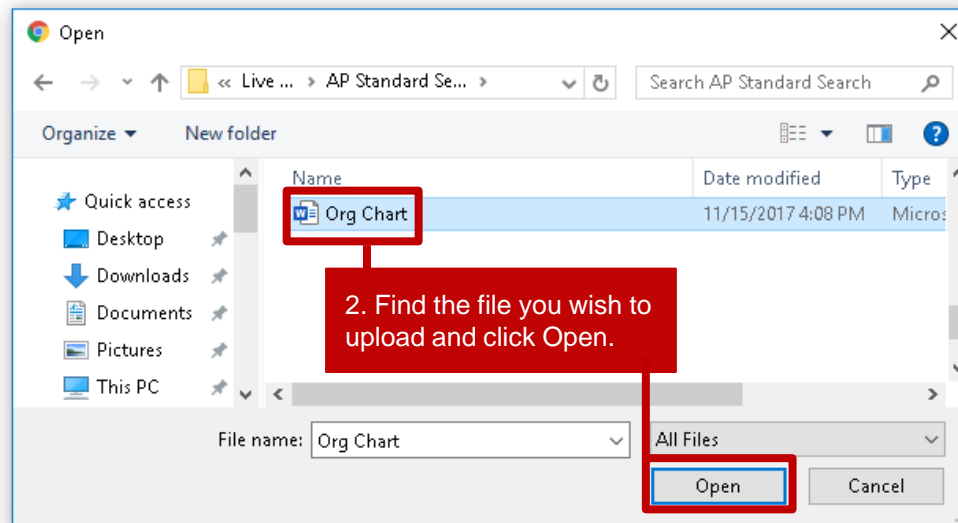 Open
« Live ... > AP Standard Se... >
Search AP Standard Search
Organize
New folder
Name
Date modified
Type
Quick access
Org Chart
11/15/2017 4:08 PM
Micros
Desktop
Downloads
Documents
Pictures
This PC
2. Find the file you wish to
upload and click Open.
File name:
Org Chart
All Files
Open
Cancel